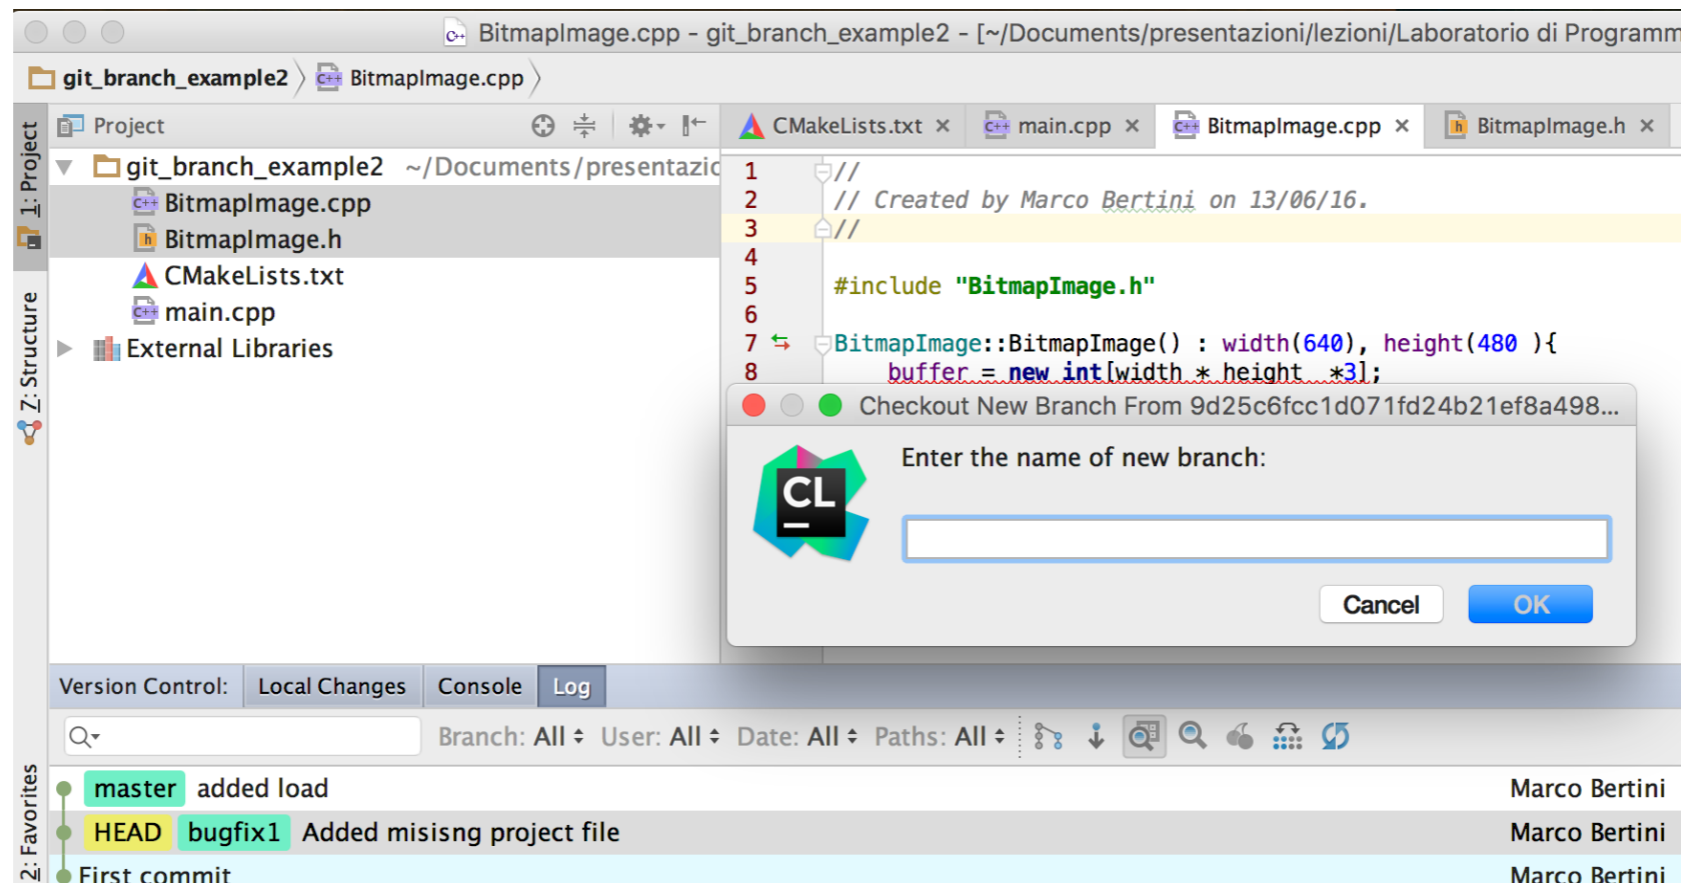 BitmapImage.cpp - git_branch_example2 - [~/Documents/presentazioni/lezioni/Laboratorio di Programm
git_branch_example2 BitmapImage.cpp
1: Project
Z: Structure
2: Favorites
Project
git_branch_example2 ~/Documents/presentazio
BitmapImage.cpp
BitmapImage.h
CMakeLists.txt
main.cpp
External Libraries
CMakeLists.txt × main.cpp × BitmapImage.cpp × BitmapImage.h ×
1 //
2 // Created by Marco Bertini on 13/06/16.
3 //
4
5 #include "BitmapImage.h"
6
7 BitmapImage::BitmapImage() : width(640), height(480 ){
8 buffer = new int[width * height  *3];
Checkout New Branch From 9d25c6fcc1d071fd24b21ef8a498...
CL
Enter the name of new branch:
Cancel OK
Version Control: Local Changes Console Log
Branch: All User: All Date: All Paths: All
master added load Marco Bertini
HEAD bugfix1 Added misisng project file Marco Bertini
First commit Marco Bertini